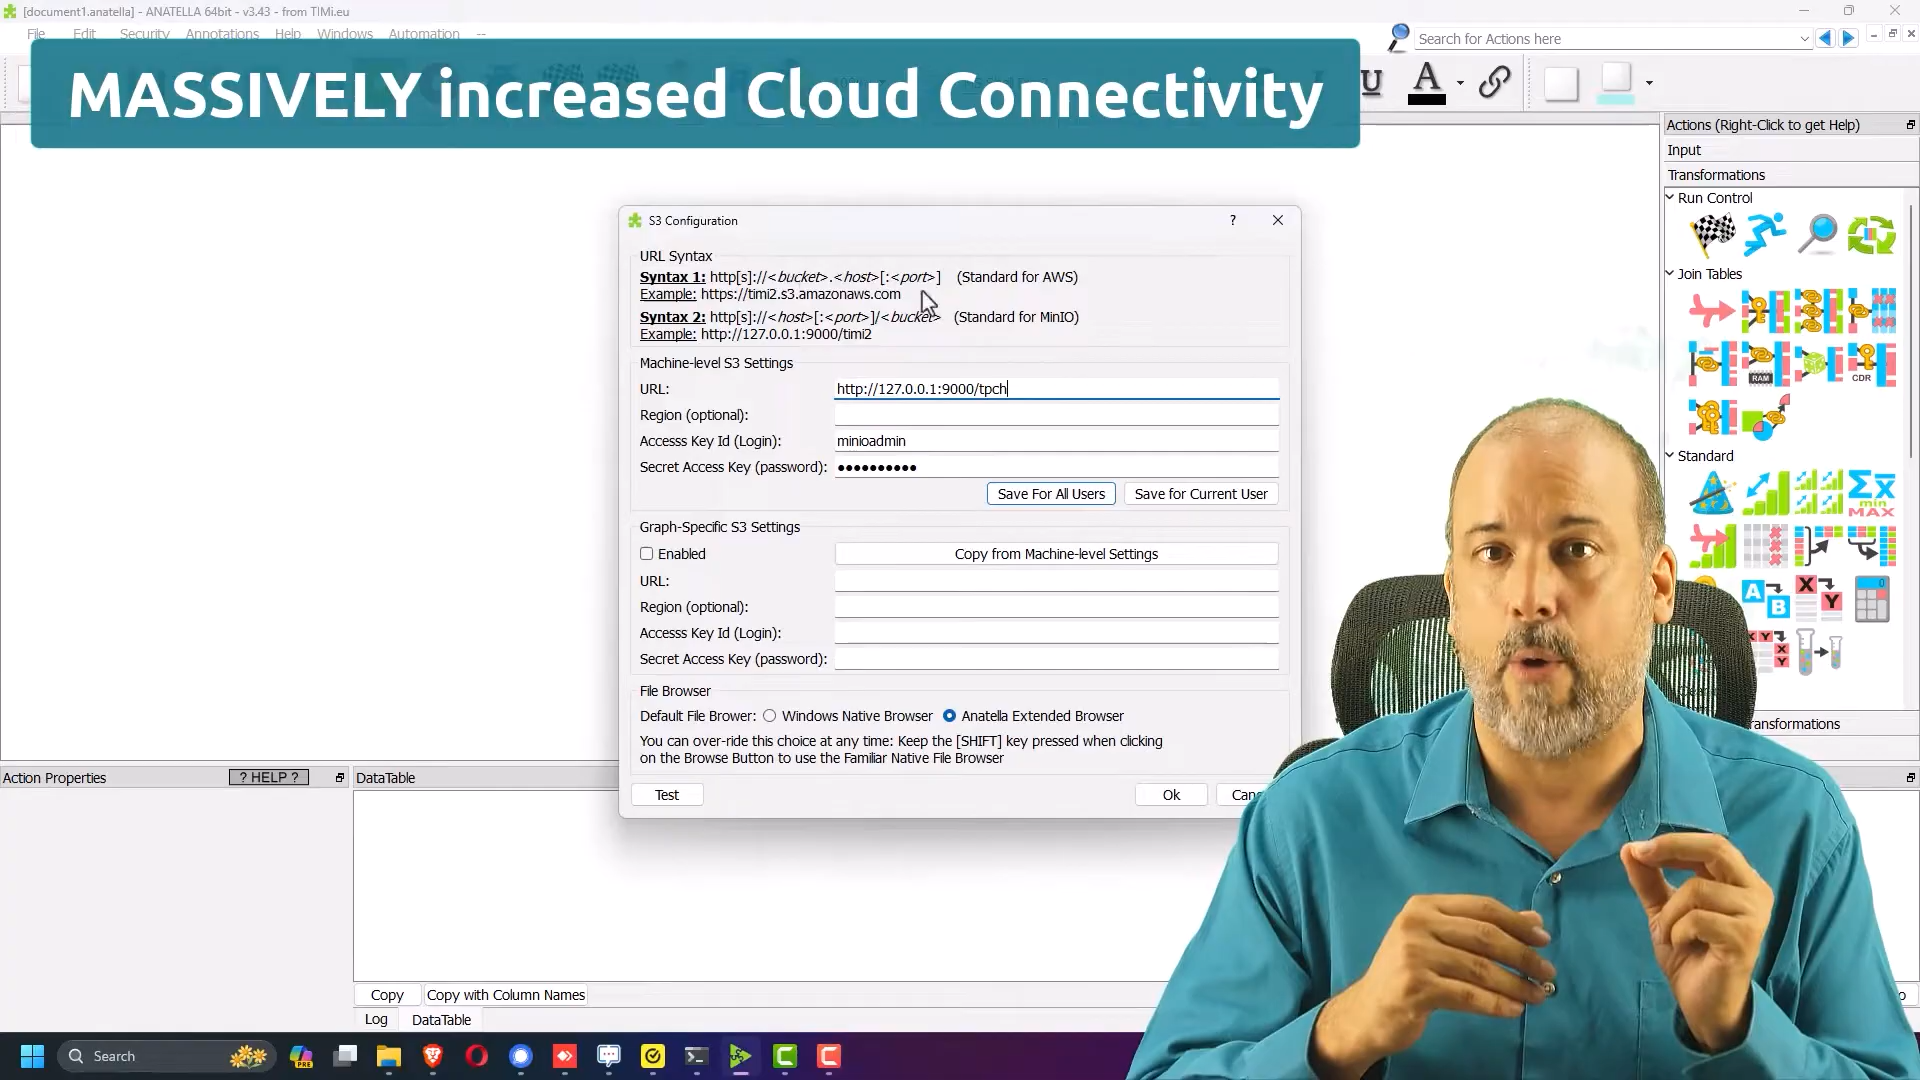 [document1.anatella] - ANATELLA 64bit - v3.43 - from TIMi.eu
File Edit Security Annotations Help Windows Automation --
Search for Actions here
MASSIVELY increased Cloud Connectivity
U A
Actions (Right-Click to get Help)
Input
Transformations
Run Control
Join Tables
RAM
CDR
Standard
Σx
min
MAX
A
B
X
Y
0
X Y
X
Y
ansformations
S3 Configuration ?
URL Syntax
Syntax 1: http[s]://<bucket>.<host>[:<port>] (Standard for AWS)
Example: https://timi2.s3.amazonaws.com
Syntax 2: http[s]://<host>[:<port>]/<bucket> (Standard for MinIO)
Example: http://127.0.0.1:9000/timi2
Machine-level S3 Settings
URL: http://127.0.0.1:9000/tpch
Region (optional):
Accesss Key Id (Login): minioadmin
Secret Access Key (password): ●●●●●●●●●●
Save For All Users Save for Current User
Graph-Specific S3 Settings
Enabled Copy from Machine-level Settings
URL:
Region (optional):
Accesss Key Id (Login):
Secret Access Key (password):
File Browser
Default File Brower: Windows Native Browser Anatella Extended Browser
You can over-ride this choice at any time: Keep the [SHIFT] key pressed when clicking
on the Browse Button to use the Familiar Native File Browser
Test Ok Canc
Action Properties ? HELP ? DataTable
Copy Copy with Column Names
Log DataTable
Search
PRE